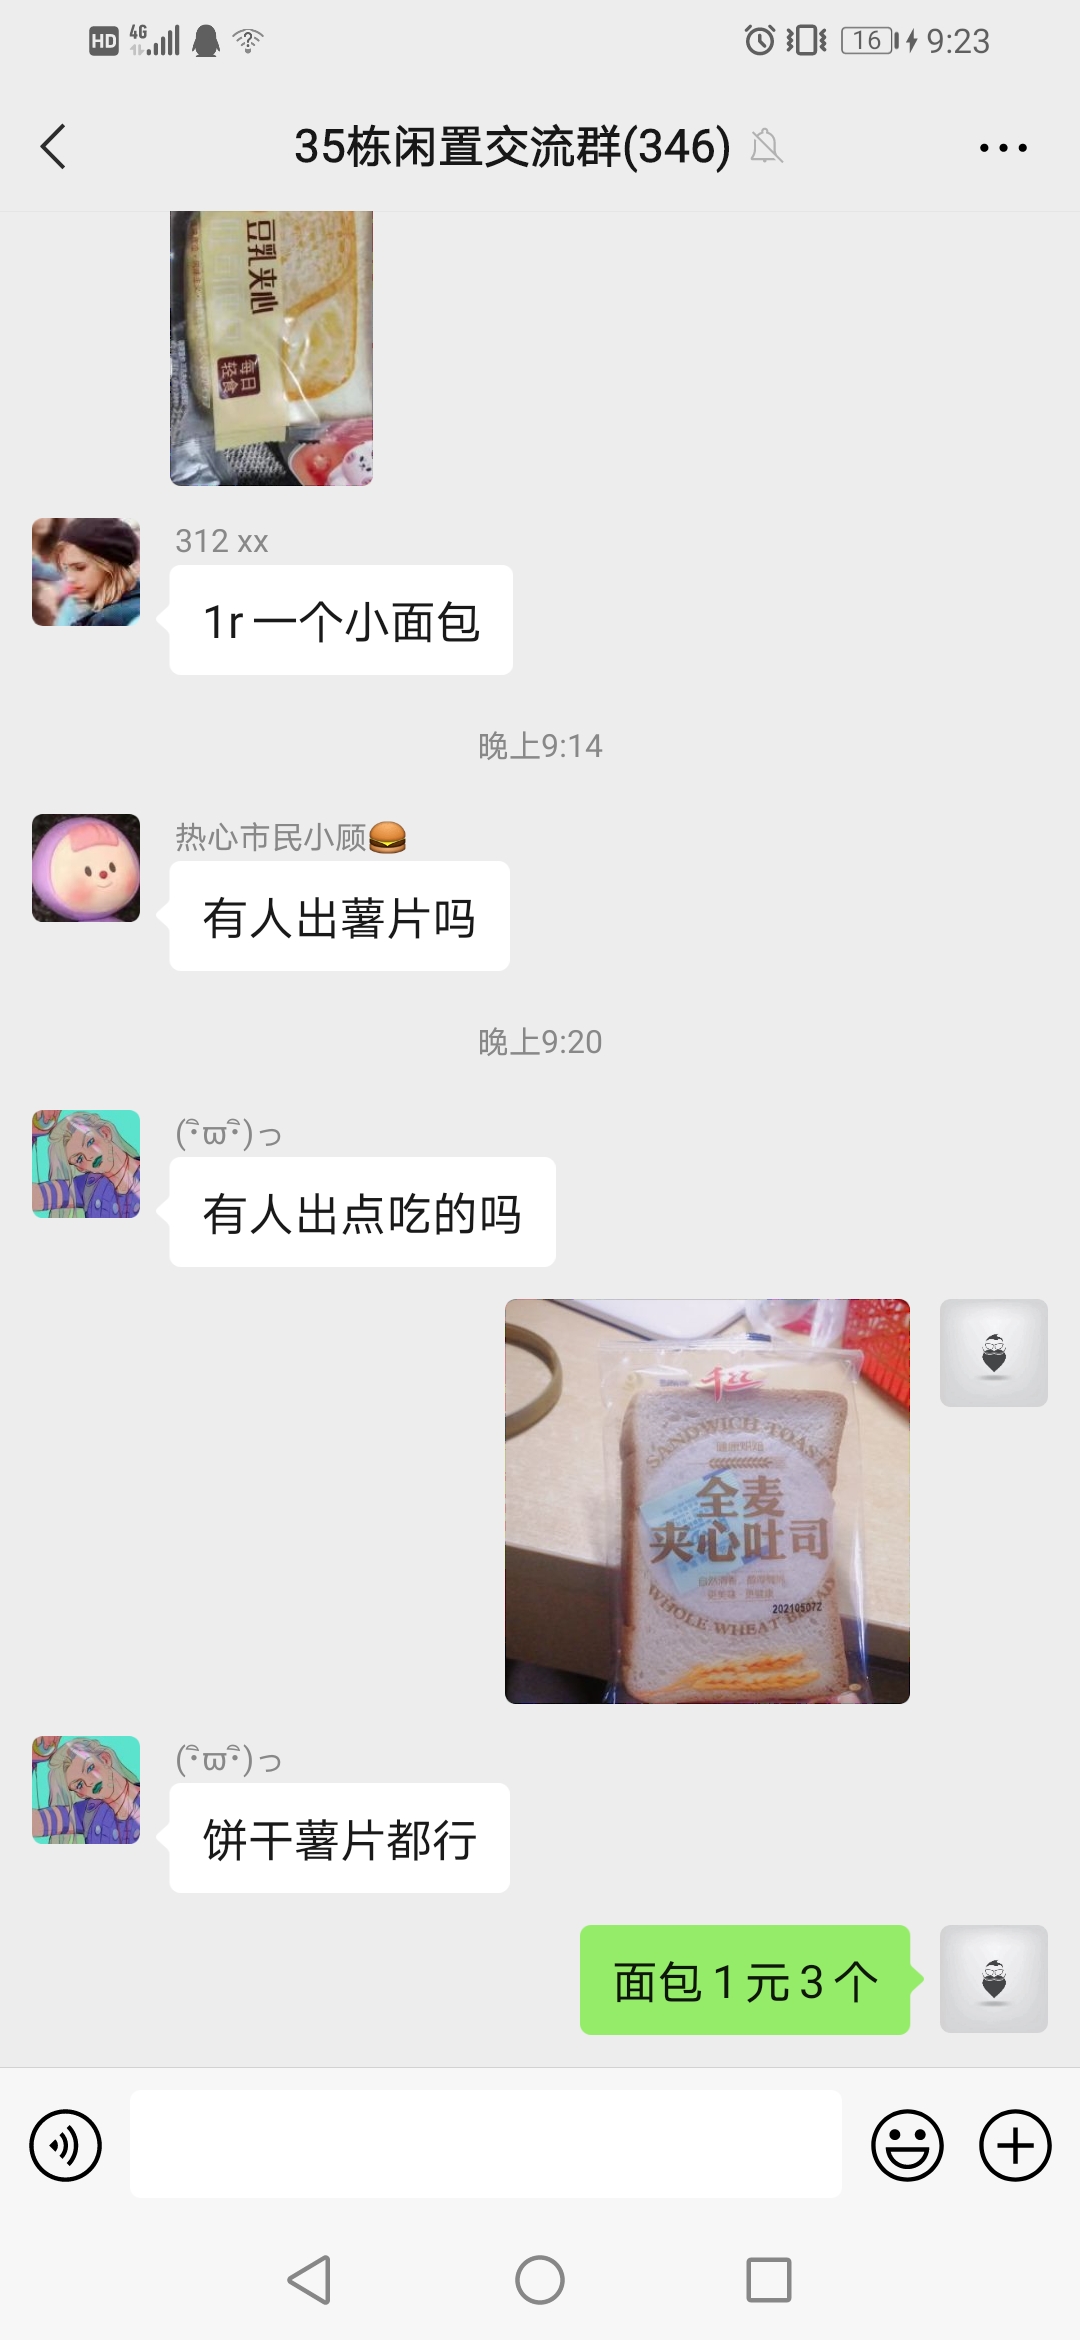 HD 4G 16 9:23
35栋闲置交流群(346)
豆乳夹心
每日
轻食
312 xx
1r一个小面包
晚上9:14
热心市民小顾🍔
有人出薯片吗
晚上9:20
有人出点吃的吗
SANDWICH TOAST
全麦
夹心吐司
20210507Z
WHOLE WHEAT BREAD
饼干薯片都行
面包1元3个